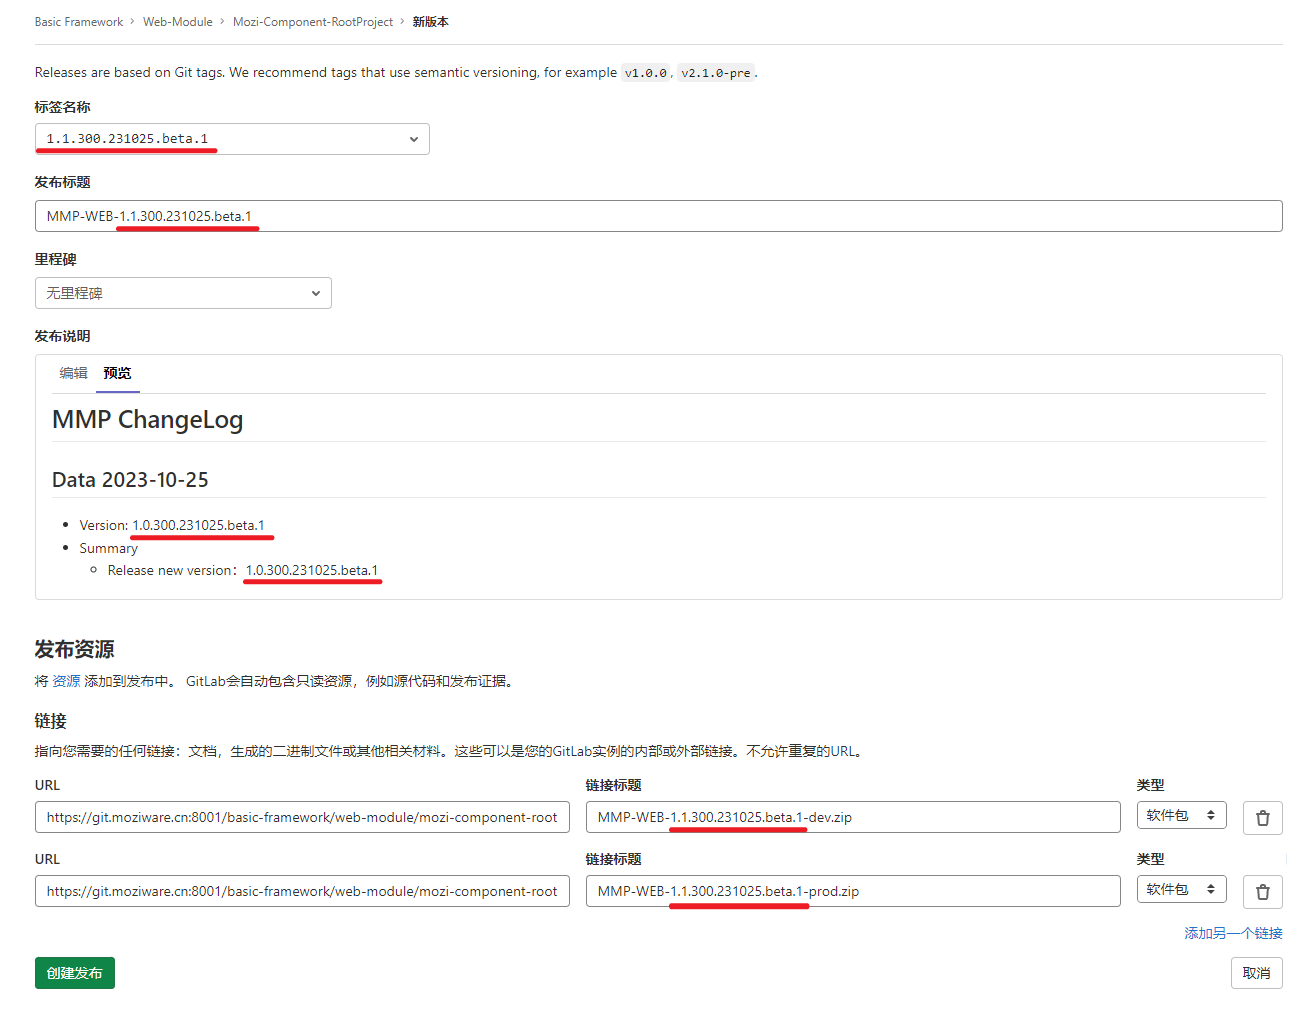 Basic Framework › Web-Module › Mozi-Component-RootProject › 新版本
Releases are based on Git tags. We recommend tags that use semantic versioning, for example v1.0.0, v2.1.0-pre.
标签名称
1.1.300.231025.beta.1
发布标题
MMP-WEB-1.1.300.231025.beta.1
里程碑
无里程碑
发布说明
编辑 预览
MMP ChangeLog
Data 2023-10-25
• Version: 1.0.300.231025.beta.1
• Summary
○ Release new version：1.0.300.231025.beta.1
发布资源
将 资源 添加到发布中。 GitLab会自动包含只读资源，例如源代码和发布证据。
链接
指向您需要的任何链接：文档，生成的二进制文件或其他相关材料。这些可以是您的GitLab实例的内部或外部链接。不允许重复的URL。
URL 链接标题 类型
https://git.moziware.cn:8001/basic-framework/web-module/mozi-component-root MMP-WEB-1.1.300.231025.beta.1-dev.zip 软件包
URL 链接标题 类型
https://git.moziware.cn:8001/basic-framework/web-module/mozi-component-root MMP-WEB-1.1.300.231025.beta.1-prod.zip 软件包
添加另一个链接
创建发布 取消